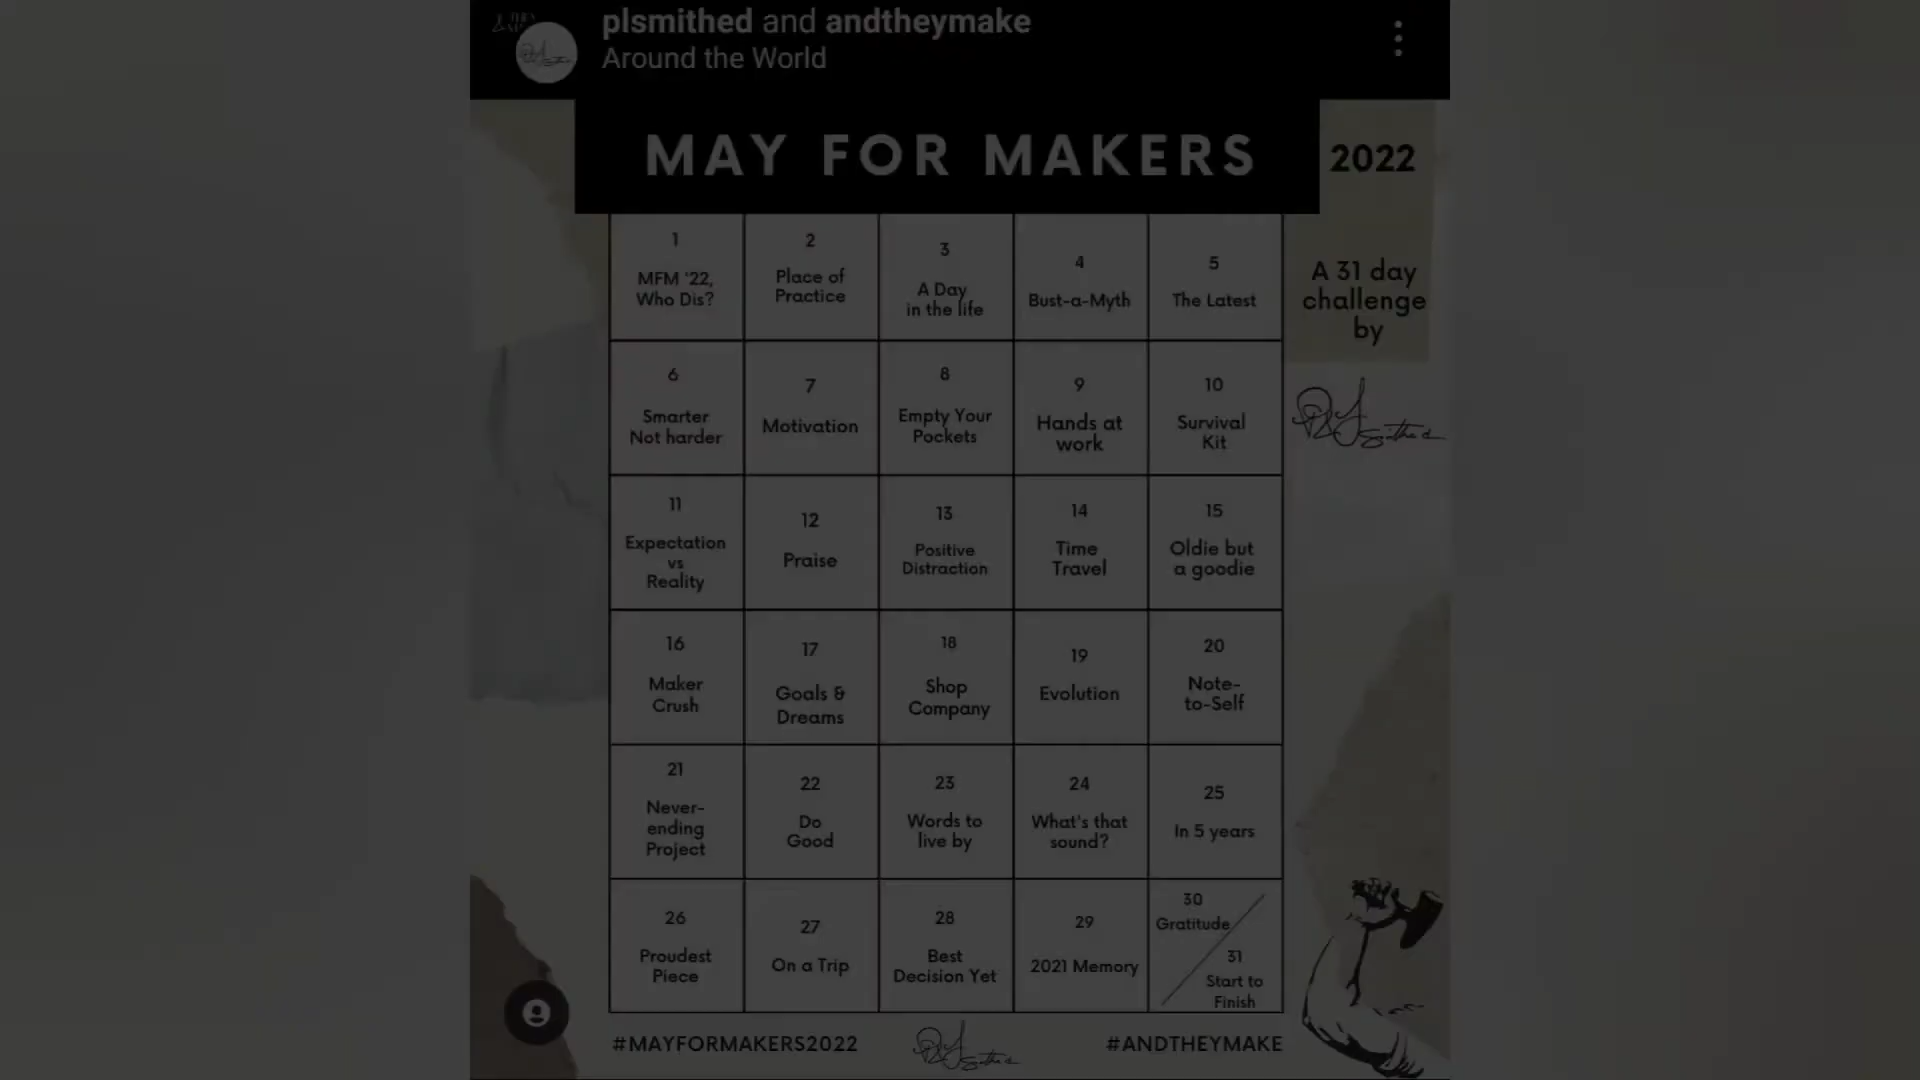 plsmithed and andtheymake
Around the World
MAY FOR MAKERS
2022
A 31 day
challenge
by
1
MFM '22,
Who Dis?
2
Place of
Practice
3
A Day
in the life
4
Bust-a-Myth
5
The Latest
6
Smarter
Not harder
7
Motivation
8
Empty Your
Pockets
9
Hands at
work
10
Survival
Kit
11
Expectation
vs
Reality
12
Praise
13
Positive
Distraction
14
Time
Travel
15
Oldie but
a goodie
16
Maker
Crush
17
Goals &
Dreams
18
Shop
Company
19
Evolution
20
Note-
to-Self
21
Never-
ending
Project
22
Do
Good
23
Words to
live by
24
What's that
sound?
25
In 5 years
26
Proudest
Piece
27
On a Trip
28
Best
Decision Yet
29
2021 Memory
30
Gratitude
31
Start to
Finish
#MAYFORMAKERS2022
#ANDTHEYMAKE